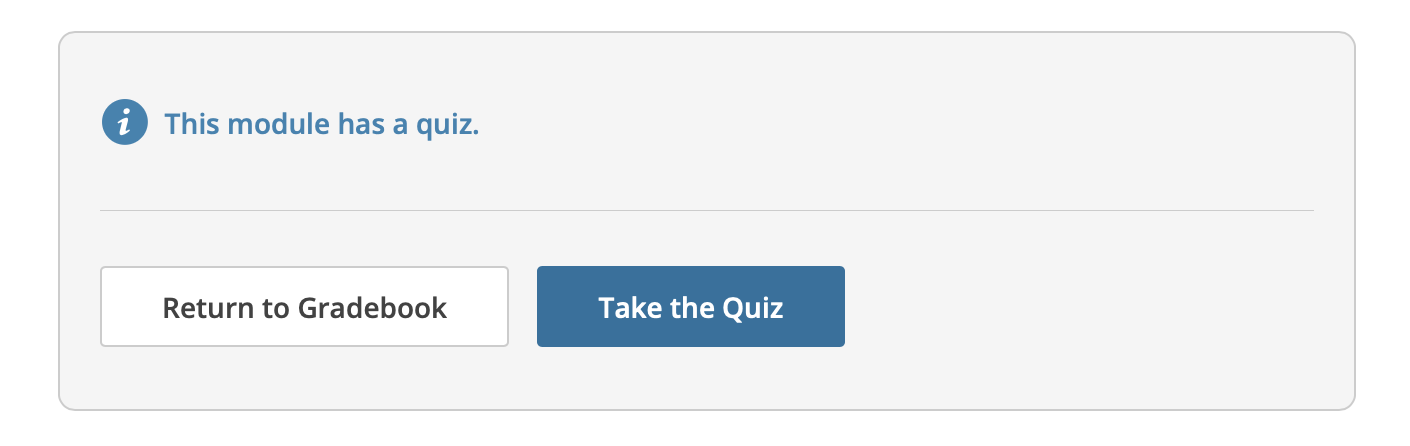 This module has a quiz.
Return to Gradebook
Take the Quiz